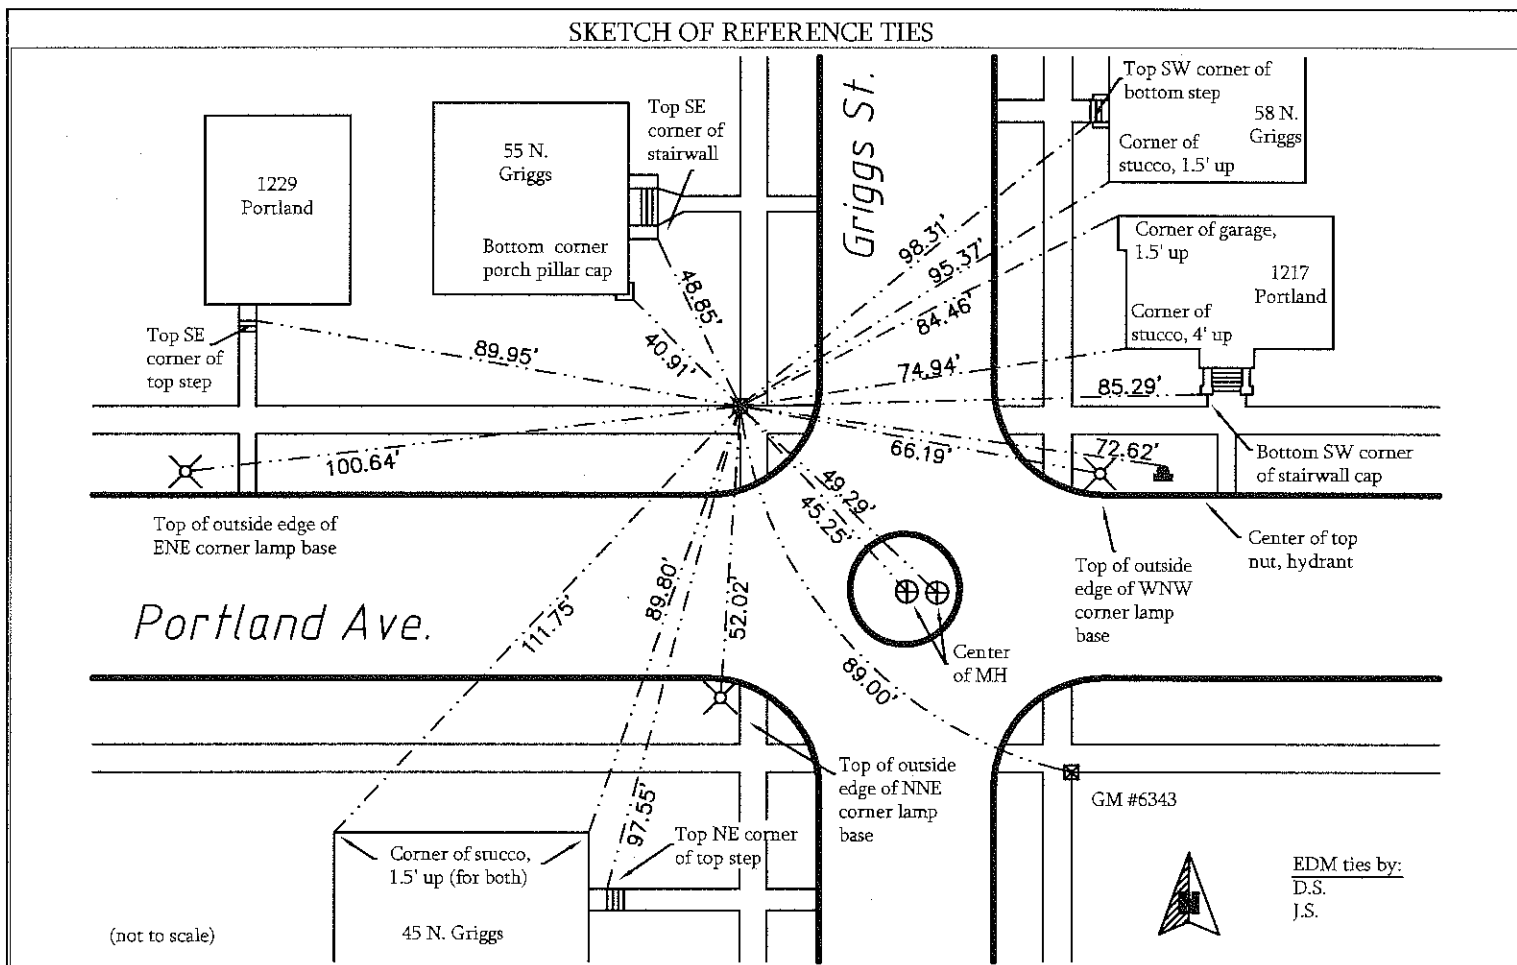 SKETCH OF REFERENCE TIES
1229
Portland
55 N.
Griggs
Top SE
corner of
stairwall
Bottom corner
porch pillar cap
Griggs St.
Top SW corner of
bottom step
58 N.
Griggs
Corner of
stucco, 1.5' up
Corner of garage,
1.5' up
1217
Portland
Corner of
stucco, 4' up
98.31'
95.37'
84.46'
48.85'
40.91'
Top SE
corner of
top step
89.95'
74.94'
85.29'
100.64'
66.19'
72.62'
Bottom SW corner
of stairwall cap
49.29'
45.25'
Top of outside edge of
ENE corner lamp base
Center of top
nut, hydrant
Top of outside
edge of WNW
corner lamp
base
Portland Ave.
111.75'
89.80'
52.02'
89.00'
Center
of MH
97.55'
Top of outside
edge of NNE
corner lamp
base
GM #6343
Corner of stucco,
1.5' up (for both)
Top NE corner
of top step
45 N. Griggs
(not to scale)
N
EDM ties by:
D.S.
J.S.